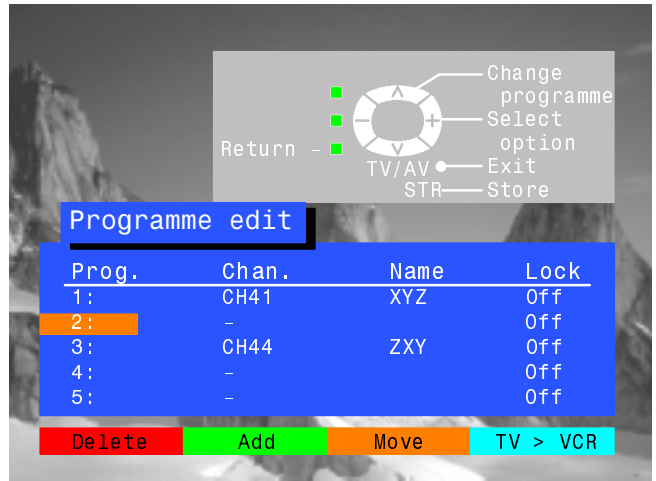 Change
programme
Select
Return – option
TV/AV Exit
STR Store
Programme edit
Prog. Chan. Name Lock
1: CH41 XYZ Off
2: – Off
3: CH44 ZXY Off
4: – Off
5: – Off
Delete Add Move TV > VCR